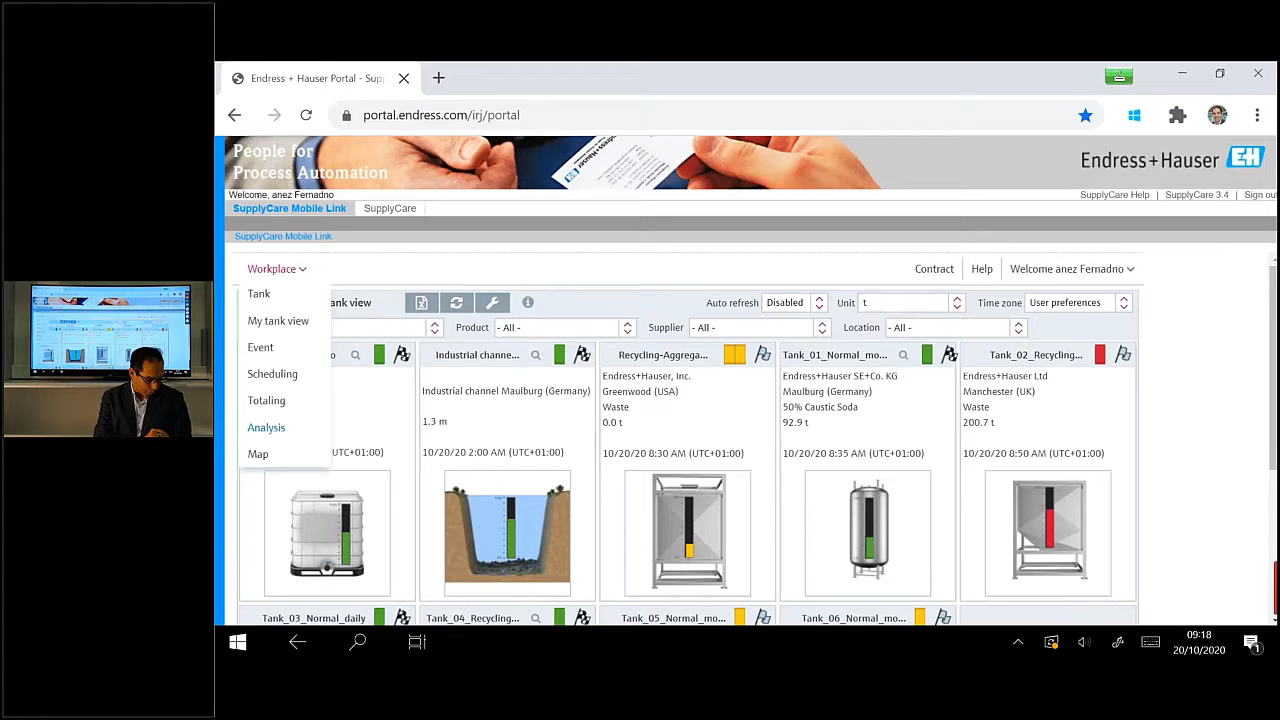 Endress + Hauser Portal - Supp
portal.endress.com/irj/portal
People for
Process Automation
Endress+Hauser EH
Welcome, anez Fernadno
SupplyCare Help | SupplyCare 3.4 | Sign out
SupplyCare Mobile Link SupplyCare
SupplyCare Mobile Link
Workplace
Contract Help Welcome anez Fernadno
Tank
My tank view
Event
Scheduling
Totaling
Analysis
Map
tank view
Auto refresh Disabled Unit t Time zone User preferences
Product - All - Supplier - All - Location - All -
Industrial channe...
Industrial channel Maulburg (Germany)
1.3 m
10/20/20 2:00 AM (UTC+01:00)
Recycling-Aggrega...
Endress+Hauser, Inc.
Greenwood (USA)
Waste
0.0 t
10/20/20 8:30 AM (UTC+01:00)
Tank_01_Normal_mo...
Endress+Hauser SE+Co. KG
Maulburg (Germany)
50% Caustic Soda
92.9 t
10/20/20 8:35 AM (UTC+01:00)
Tank_02_Recycling...
Endress+Hauser Ltd
Manchester (UK)
Waste
200.7 t
10/20/20 8:50 AM (UTC+01:00)
UTC+01:00)
Tank_03_Normal_daily
Tank_04_Recycling...
Tank_05_Normal_mo...
Tank_06_Normal_mo...
09:18
20/10/2020
1